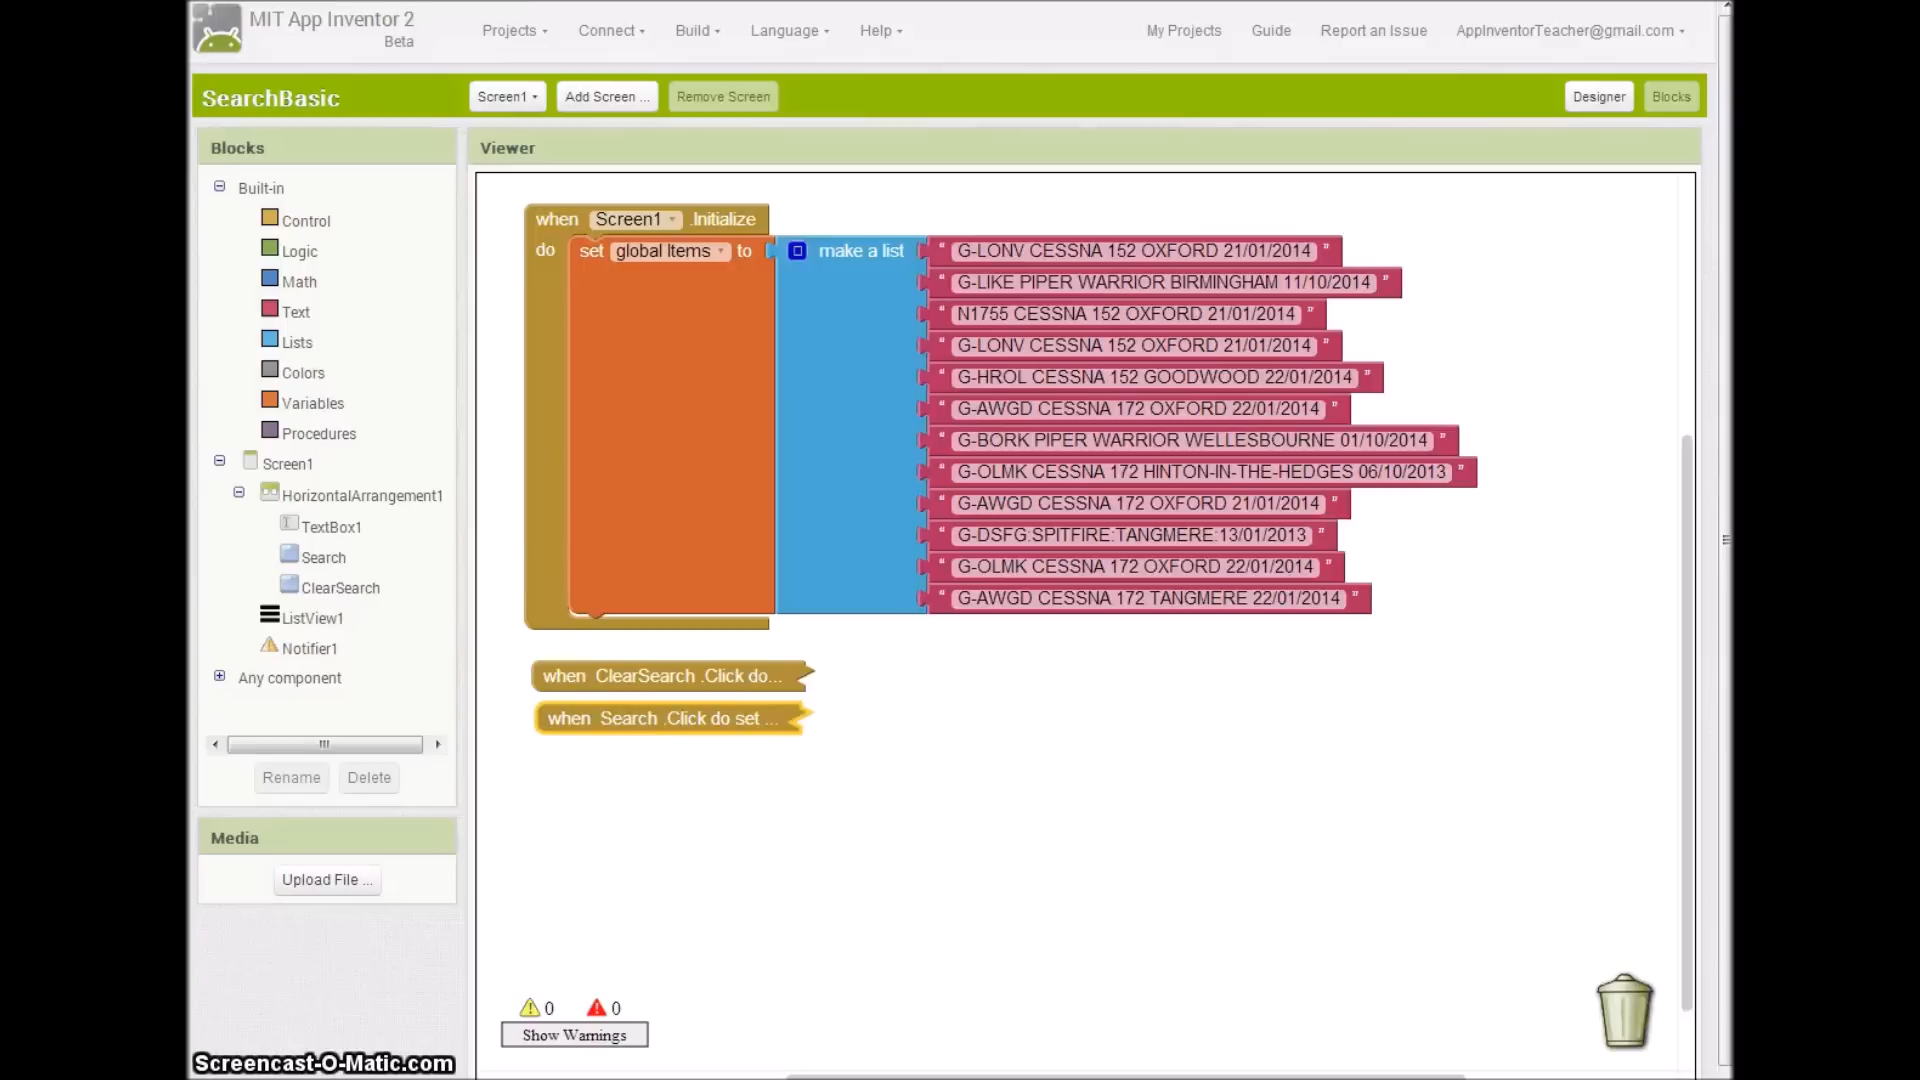 MIT App Inventor 2
Beta
Projects Connect Build Language Help My Projects Guide Report an Issue AppInventorTeacher@gmail.com
SearchBasic Screen1 Add Screen ... Remove Screen Designer Blocks
Blocks
Viewer
Built-in
Control
Logic
Math
Text
Lists
Colors
Variables
Procedures
Screen1
HorizontalArrangement1
TextBox1
Search
ClearSearch
ListView1
Notifier1
Any component
Rename Delete
Media
Upload File ...
when Screen1 .Initialize
do set global Items to make a list " G-LONV CESSNA 152 OXFORD 21/01/2014 "
" G-LIKE PIPER WARRIOR BIRMINGHAM 11/10/2014 "
" N1755 CESSNA 152 OXFORD 21/01/2014 "
" G-LONV CESSNA 152 OXFORD 21/01/2014 "
" G-HROL CESSNA 152 GOODWOOD 22/01/2014 "
" G-AWGD CESSNA 172 OXFORD 22/01/2014 "
" G-BORK PIPER WARRIOR WELLESBOURNE 01/10/2014 "
" G-OLMK CESSNA 172 HINTON-IN-THE-HEDGES 06/10/2013 "
" G-AWGD CESSNA 172 OXFORD 21/01/2014 "
" G-DSFG:SPITFIRE:TANGMERE:13/01/2013 "
" G-OLMK CESSNA 172 OXFORD 22/01/2014 "
" G-AWGD CESSNA 172 TANGMERE 22/01/2014 "
when ClearSearch .Click do...
when Search .Click do set ...
0 0
Show Warnings
Screencast-O-Matic.com